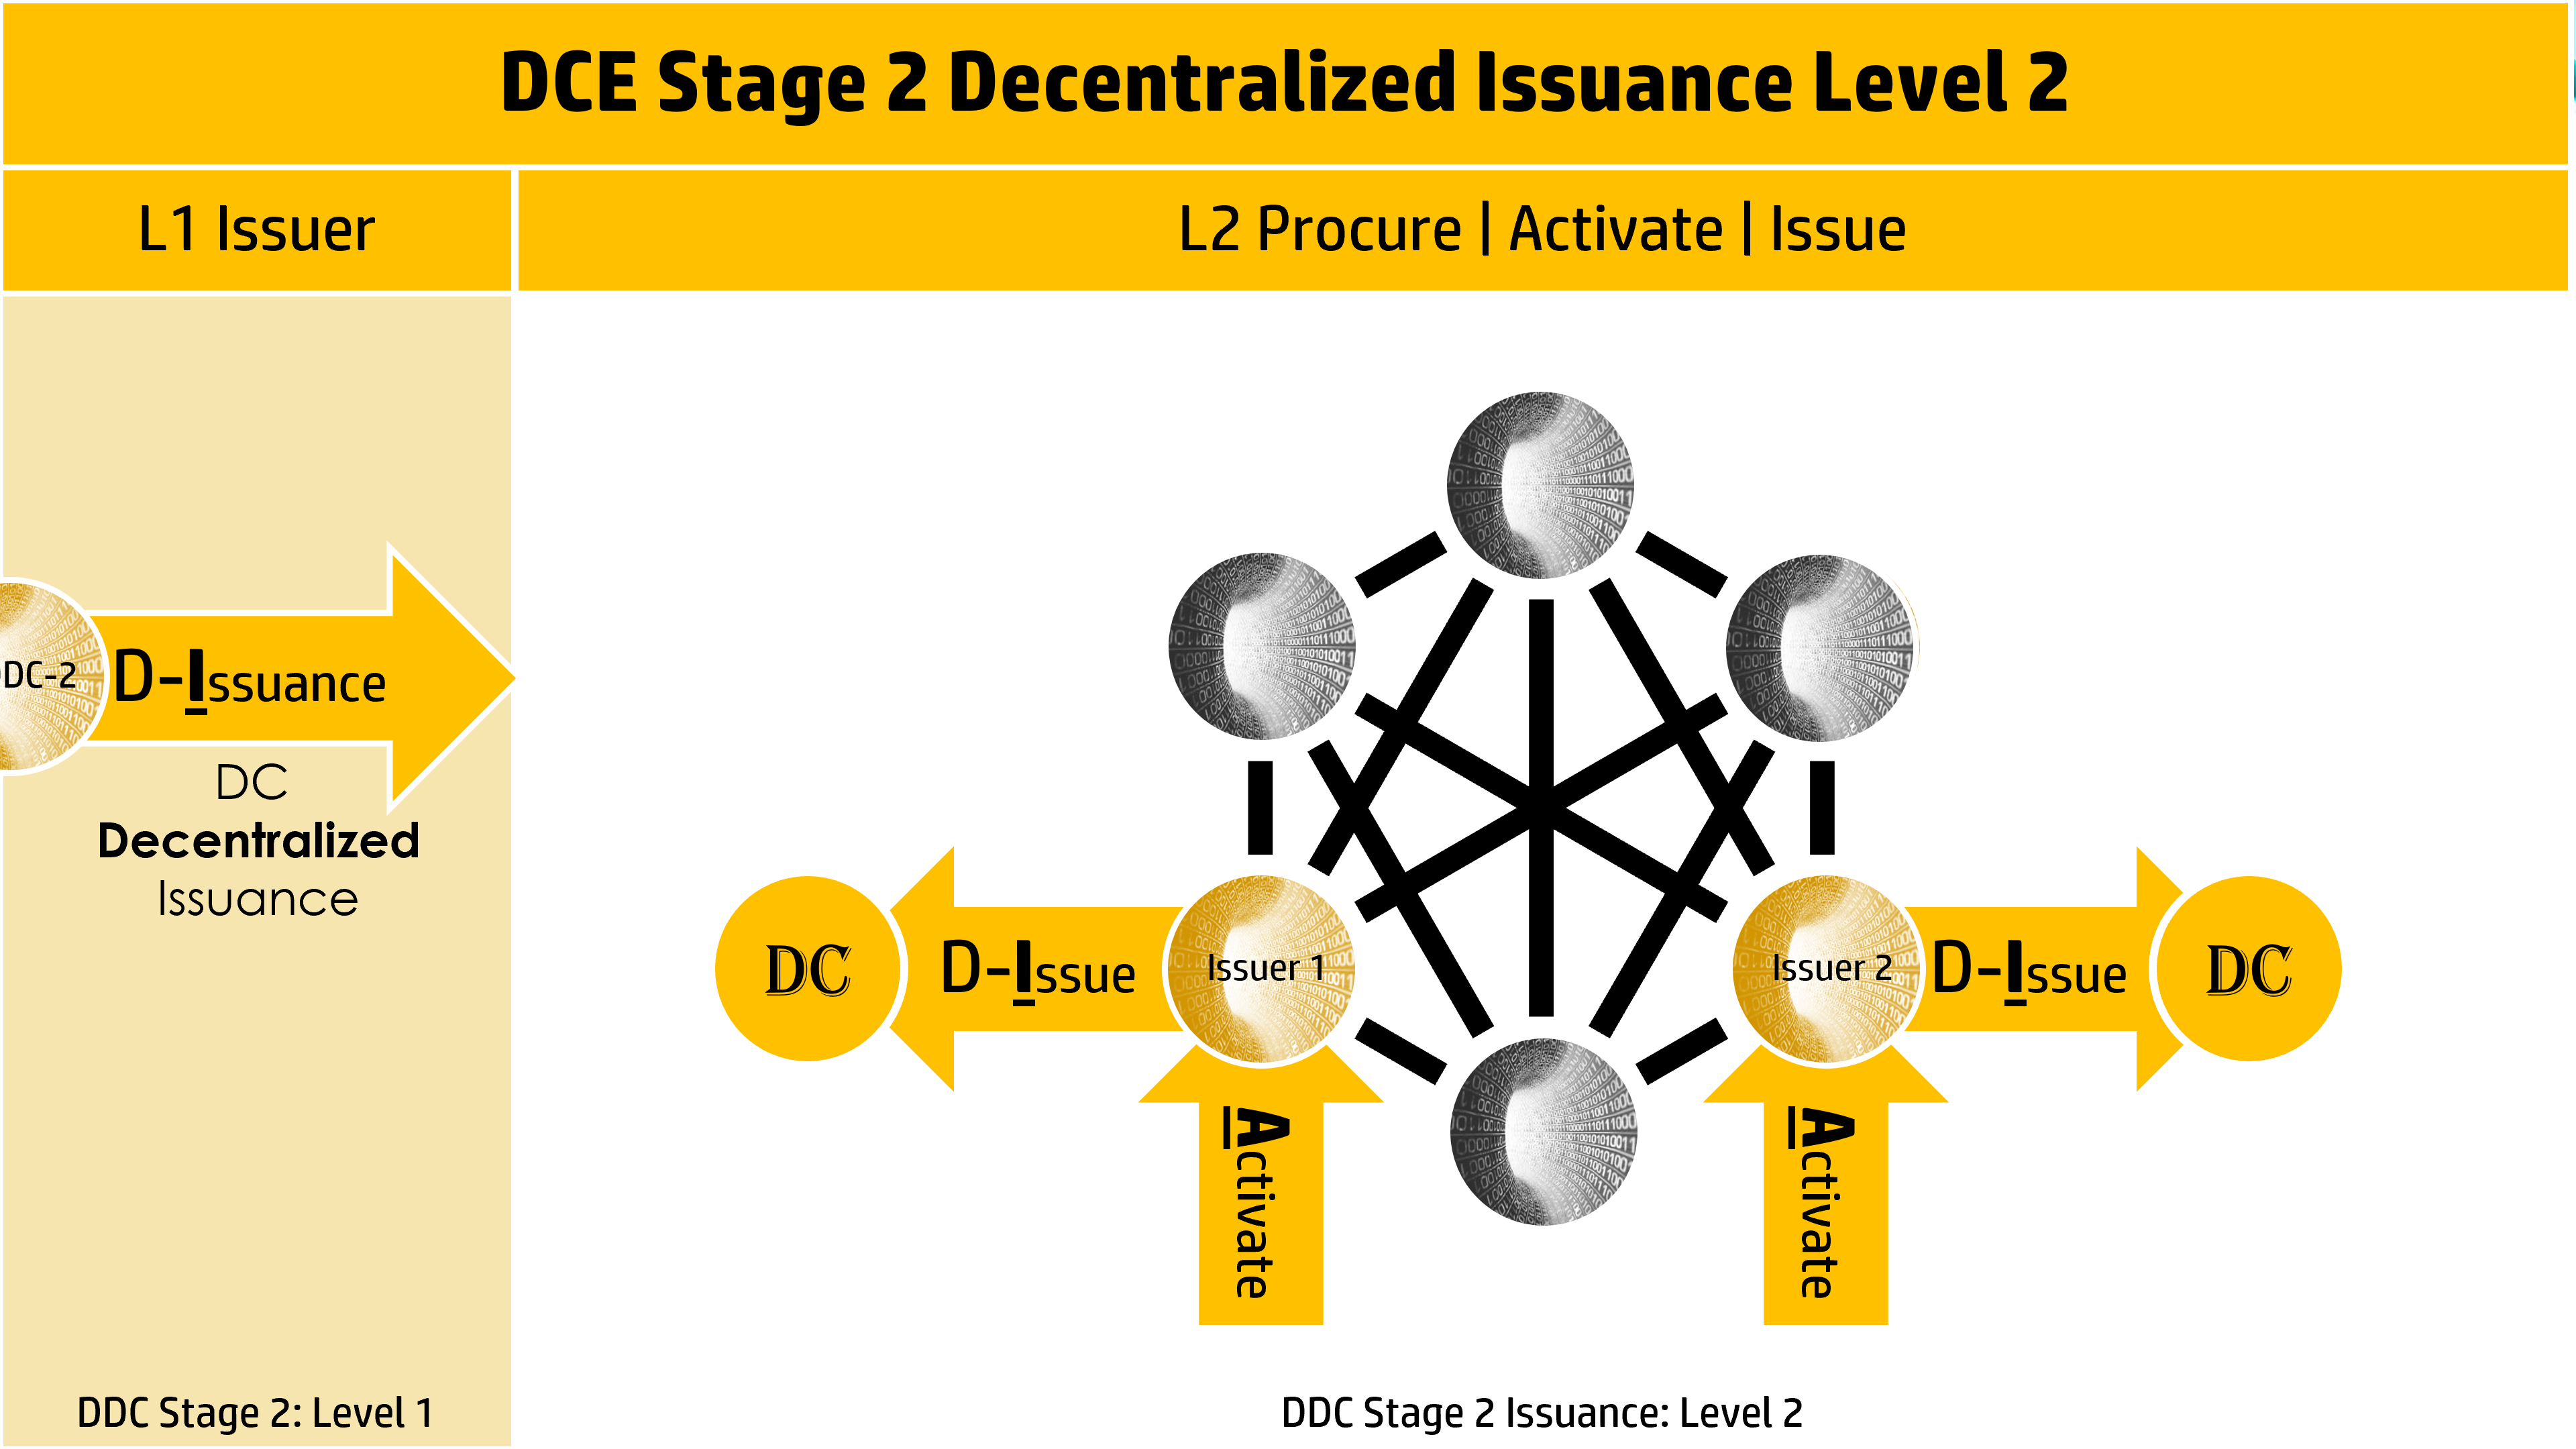 DCE Stage 2 Decentralized Issuance Level 2
L1 Issuer
L2 Procure | Activate | Issue
DC-2
D-Issuance
DC
Decentralized
Issuance
DC
D-Issue
Issuer 1
Issuer 2
D-Issue
DC
Activate
Activate
DDC Stage 2: Level 1
DDC Stage 2 Issuance: Level 2